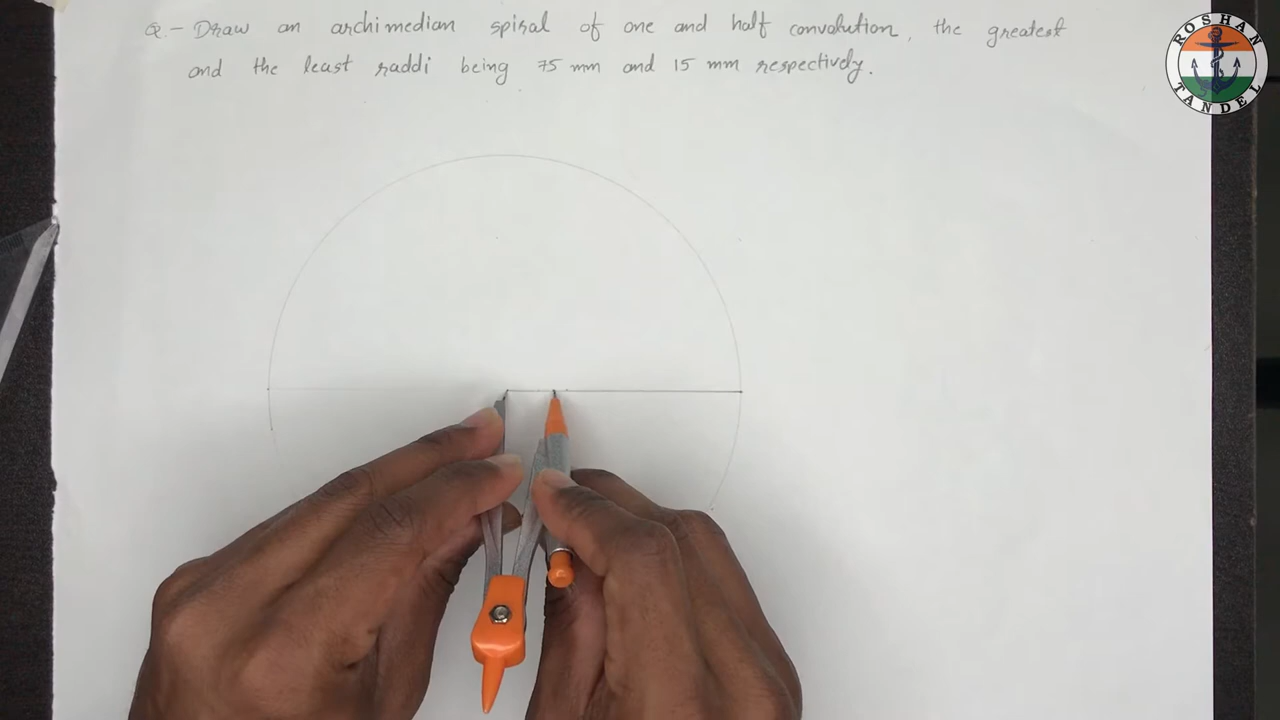 Q.- Draw an archimedian spiral of one and half convolution, the greatest
and the least raddi being 75 mm and 15 mm respectively.
ROSHAN
TANDEL